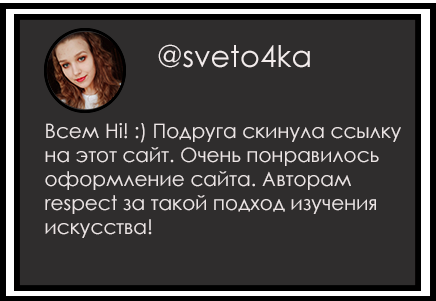 @sveto4ka
Всем Hi! :) Подруга скинула ссылку
на этот сайт. Очень понравилось
оформление сайта. Авторам
respect за такой подход изучения
искусства!